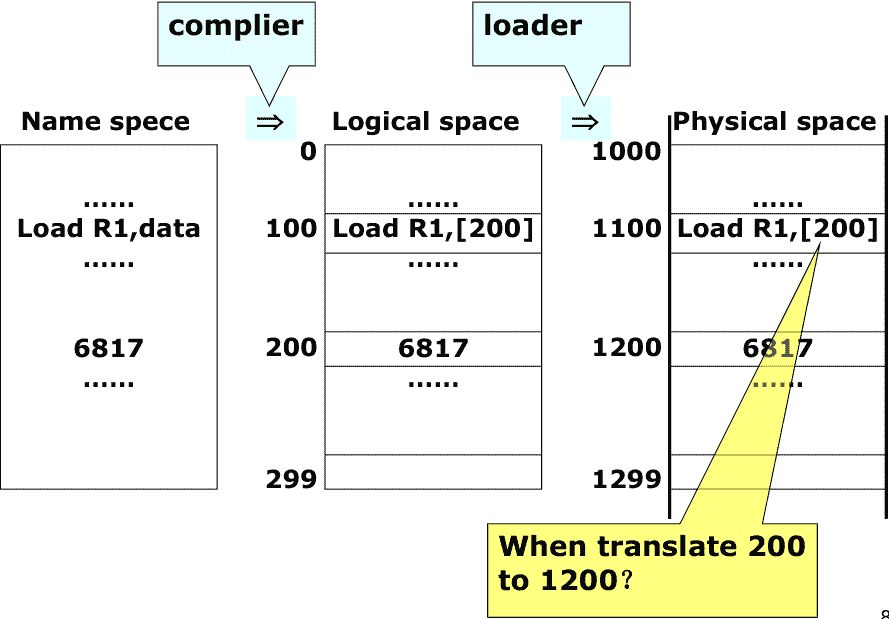 complier
loader
Name spece
⇒
Logical space
⇒
Physical space
0
1000
......
......
......
Load R1,data
100
Load R1,[200]
1100
Load R1,[200]
......
......
......
6817
200
6817
1200
6817
......
......
......
299
1299
When translate 200
to 1200?
8